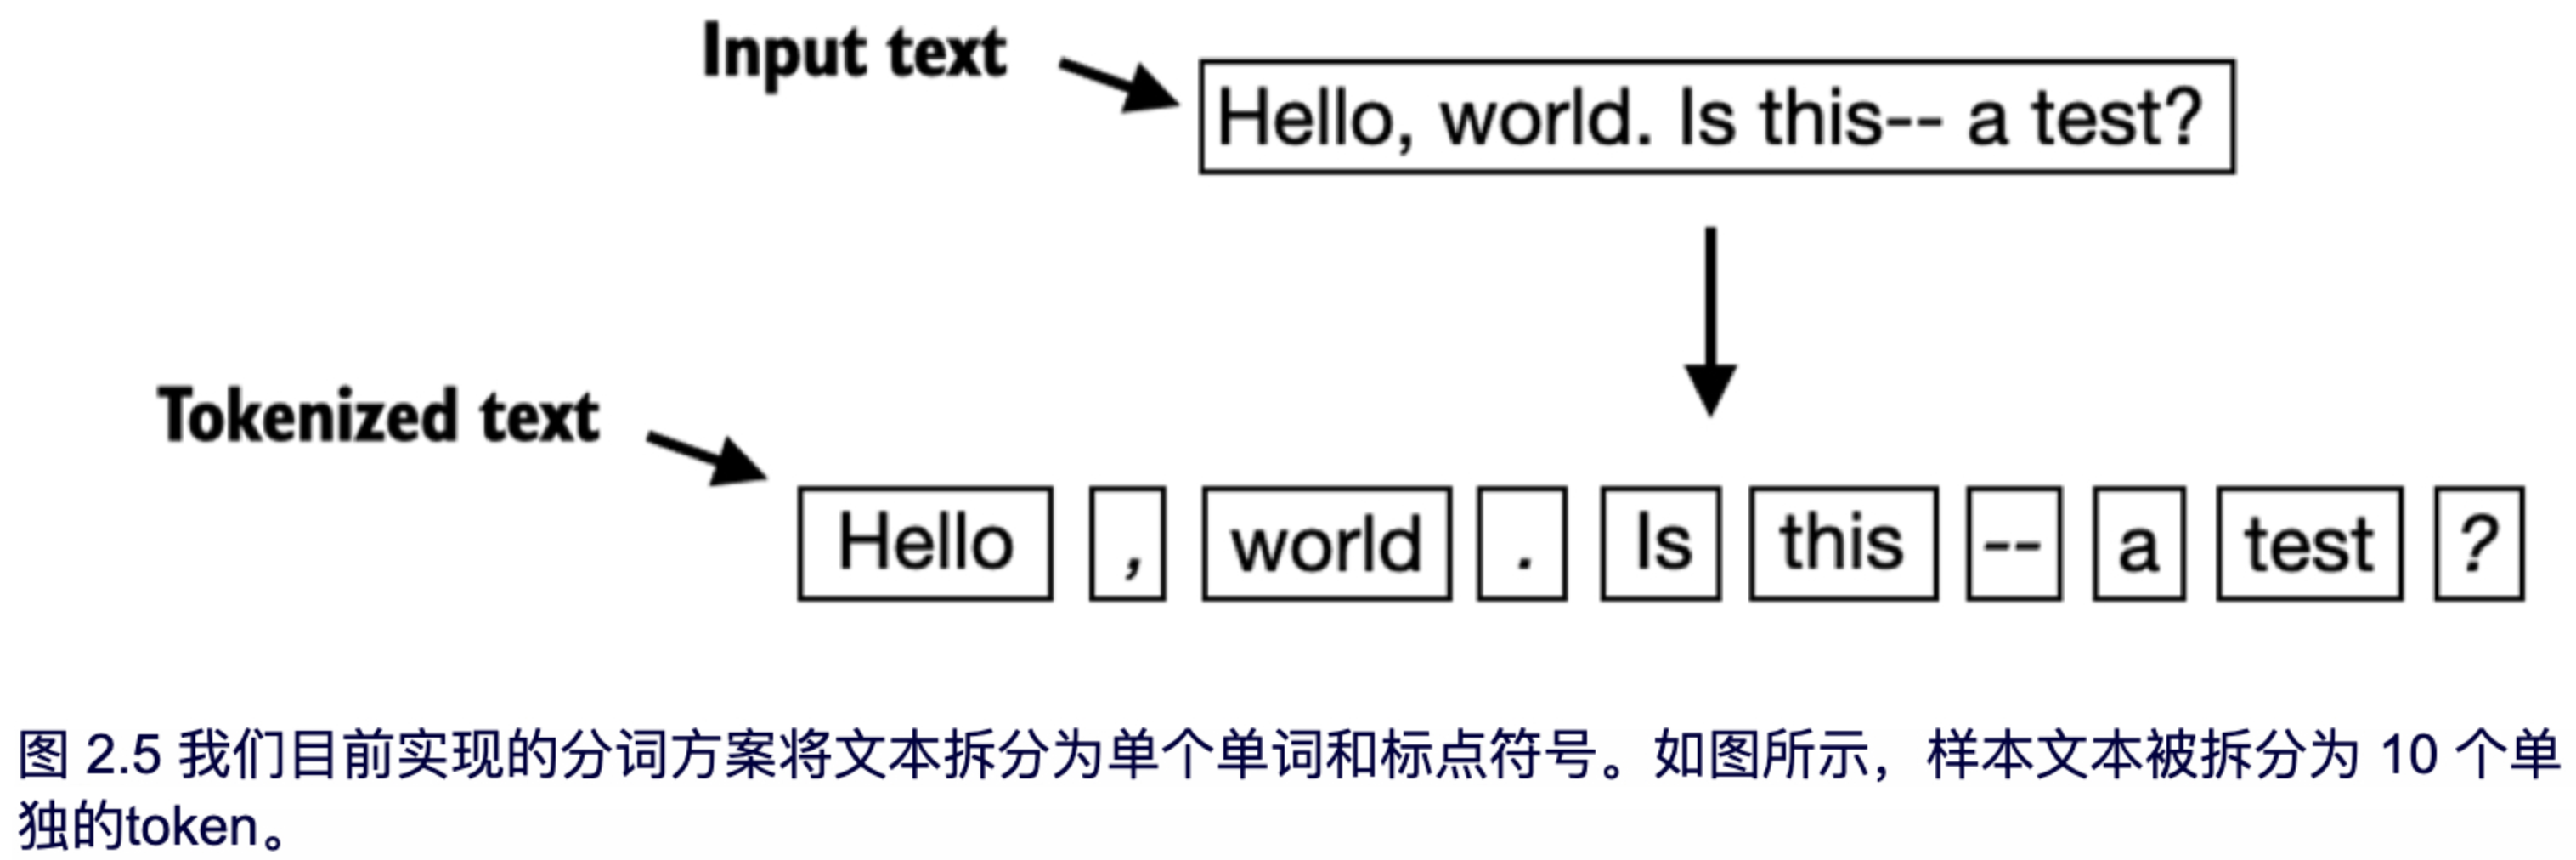 Input text
Hello, world. Is this-- a test?
Tokenized text
Hello , world . Is this -- a test ?
图 2.5 我们目前实现的分词方案将文本拆分为单个单词和标点符号。如图所示，样本文本被拆分为 10 个单
独的token。